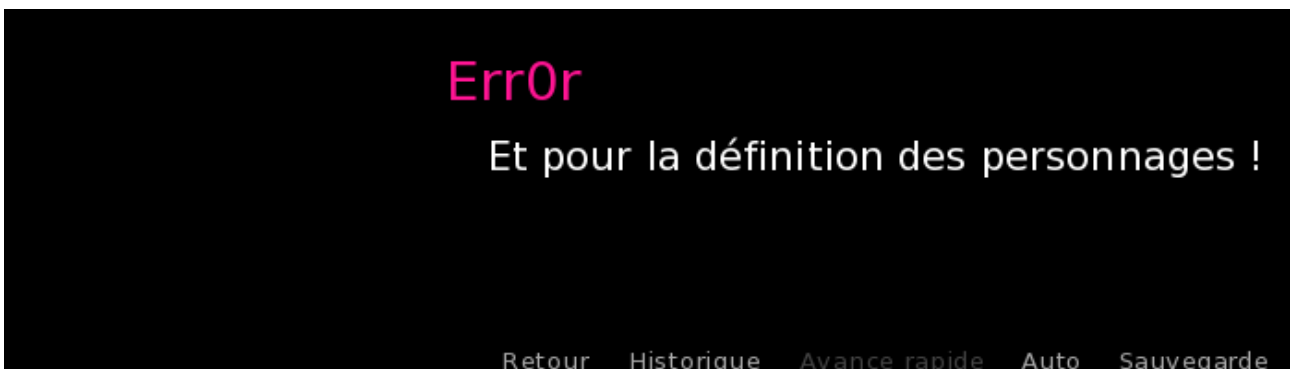 Err0r
Et pour la définition des personnages !
Retour Historique Avance rapide Auto Sauvegarde